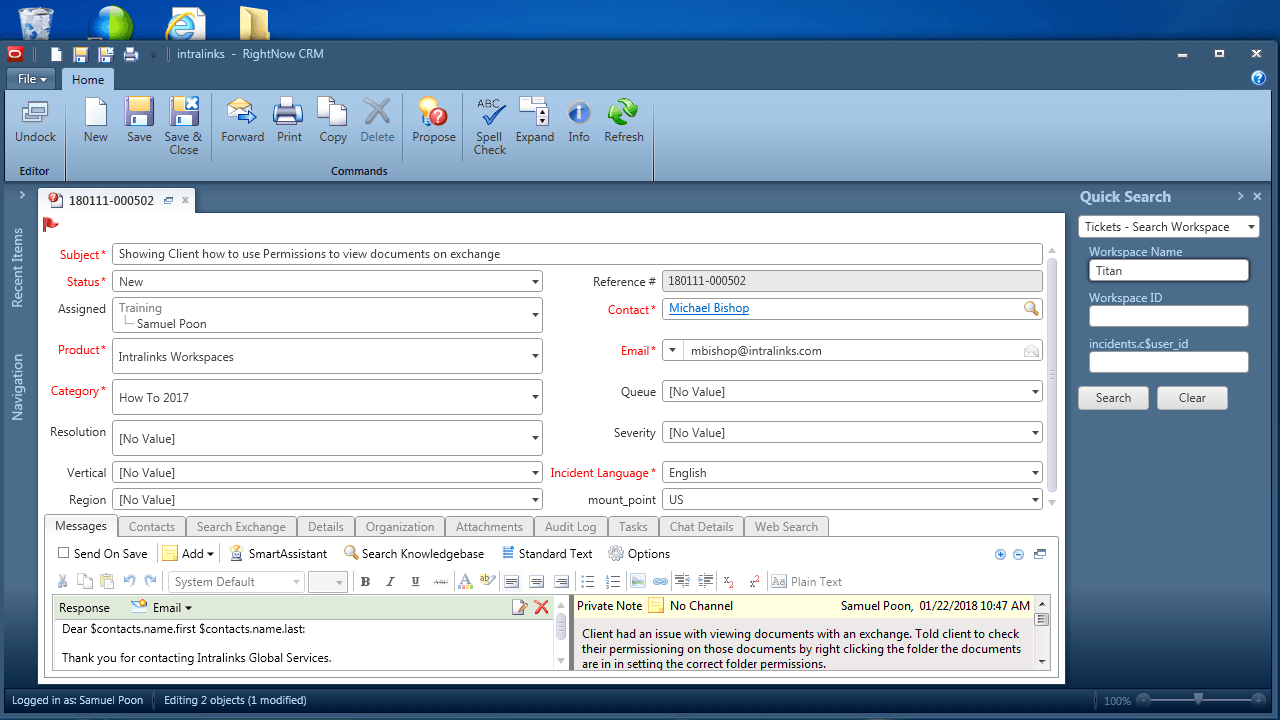 intralinks - RightNow CRM
File
Home
Undock
New
Save
Save & Close
Forward
Print
Copy
Delete
Propose
ABC
Spell Check
Expand
Info
Refresh
Editor
Commands
Recent Items
Navigation
180111-000502
Subject* Showing Client how to use Permissions to view documents on exchange
Status* New
Reference # 180111-000502
Assigned Training
Samuel Poon
Contact* Michael Bishop
Product* Intralinks Workspaces
Email* mbishop@intralinks.com
Category* How To 2017
Queue [No Value]
Resolution [No Value]
Severity [No Value]
Vertical [No Value]
Incident Language* English
Region [No Value]
mount_point US
Messages Contacts Search Exchange Details Organization Attachments Audit Log Tasks Chat Details Web Search
Send On Save Add SmartAssistant Search Knowledgebase Standard Text Options
System Default B I U abc A ab x2 x2 Aa Plain Text
Response Email
Dear $contacts.name.first $contacts.name.last:
Thank you for contacting Intralinks Global Services.
Private Note No Channel Samuel Poon, 01/22/2018 10:47 AM
Client had an issue with viewing documents with an exchange. Told client to check
their permissioning on those documents by right clicking the folder the documents
are in in setting the correct folder permissions.
Quick Search
Tickets - Search Workspace
Workspace Name
Titan
Workspace ID
incidents.c$user_id
Search Clear
Logged in as: Samuel Poon Editing 2 objects (1 modified) 100%